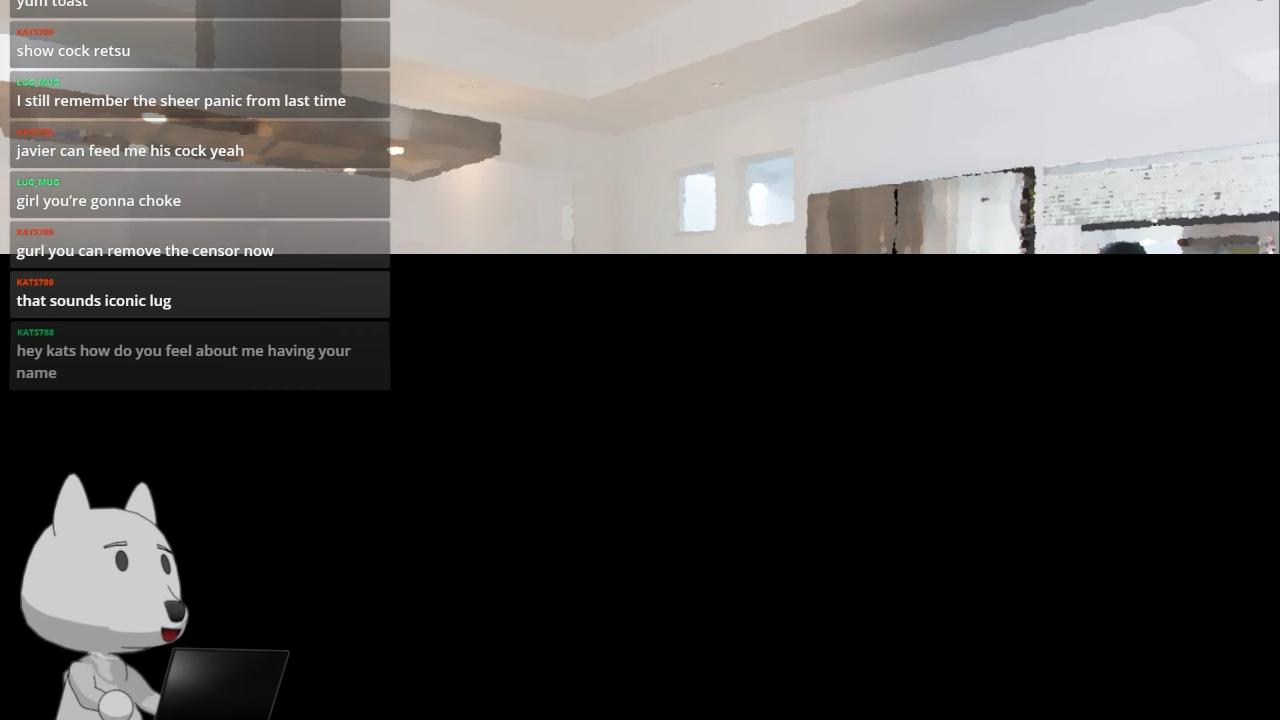 yum toast
KATS789
show cock retsu
LUG_MUG
I still remember the sheer panic from last time
KATS789
javier can feed me his cock yeah
LUG_MUG
girl you're gonna choke
KATS789
gurl you can remove the censor now
KATS789
that sounds iconic lug
KATS788
hey kats how do you feel about me having your
name